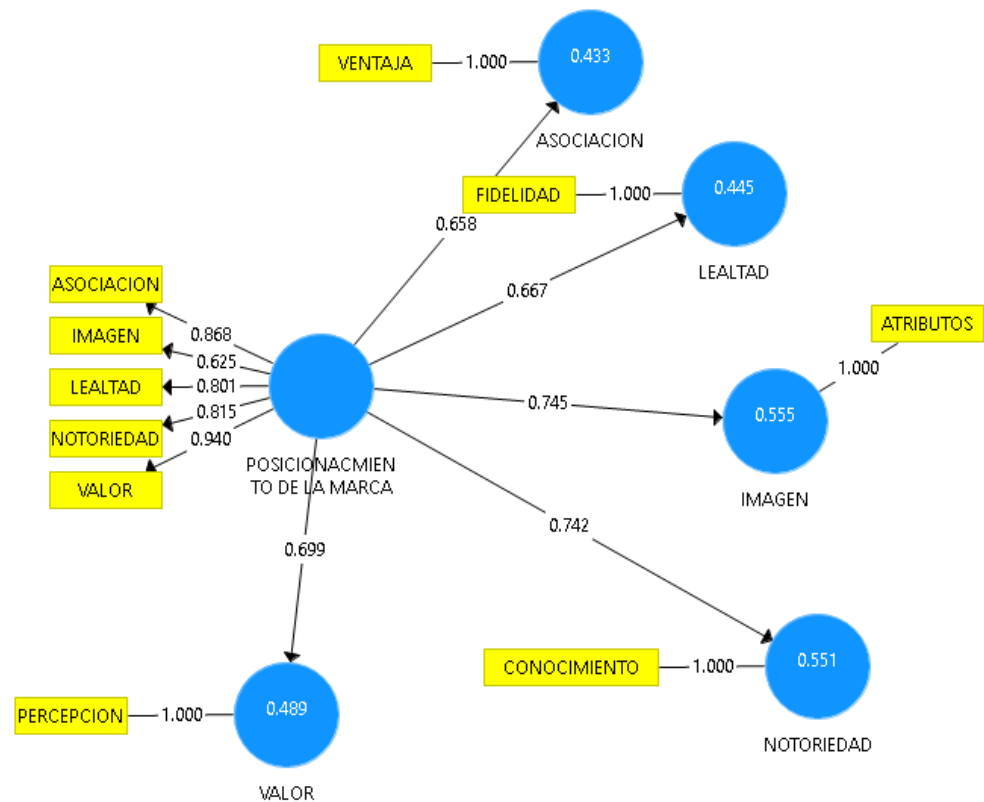 VENTAJA
1.000
0.433
ASOCIACION
FIDELIDAD
1.000
0.445
LEALTAD
0.658
0.667
ASOCIACION
IMAGEN
LEALTAD
NOTORIEDAD
VALOR
0.868
0.625
0.801
0.815
0.940
POSICIONACMIEN
TO DE LA MARCA
ATRIBUTOS
1.000
0.745
0.555
IMAGEN
0.742
0.699
CONOCIMIENTO
1.000
0.551
NOTORIEDAD
PERCEPCION
1.000
0.489
VALOR